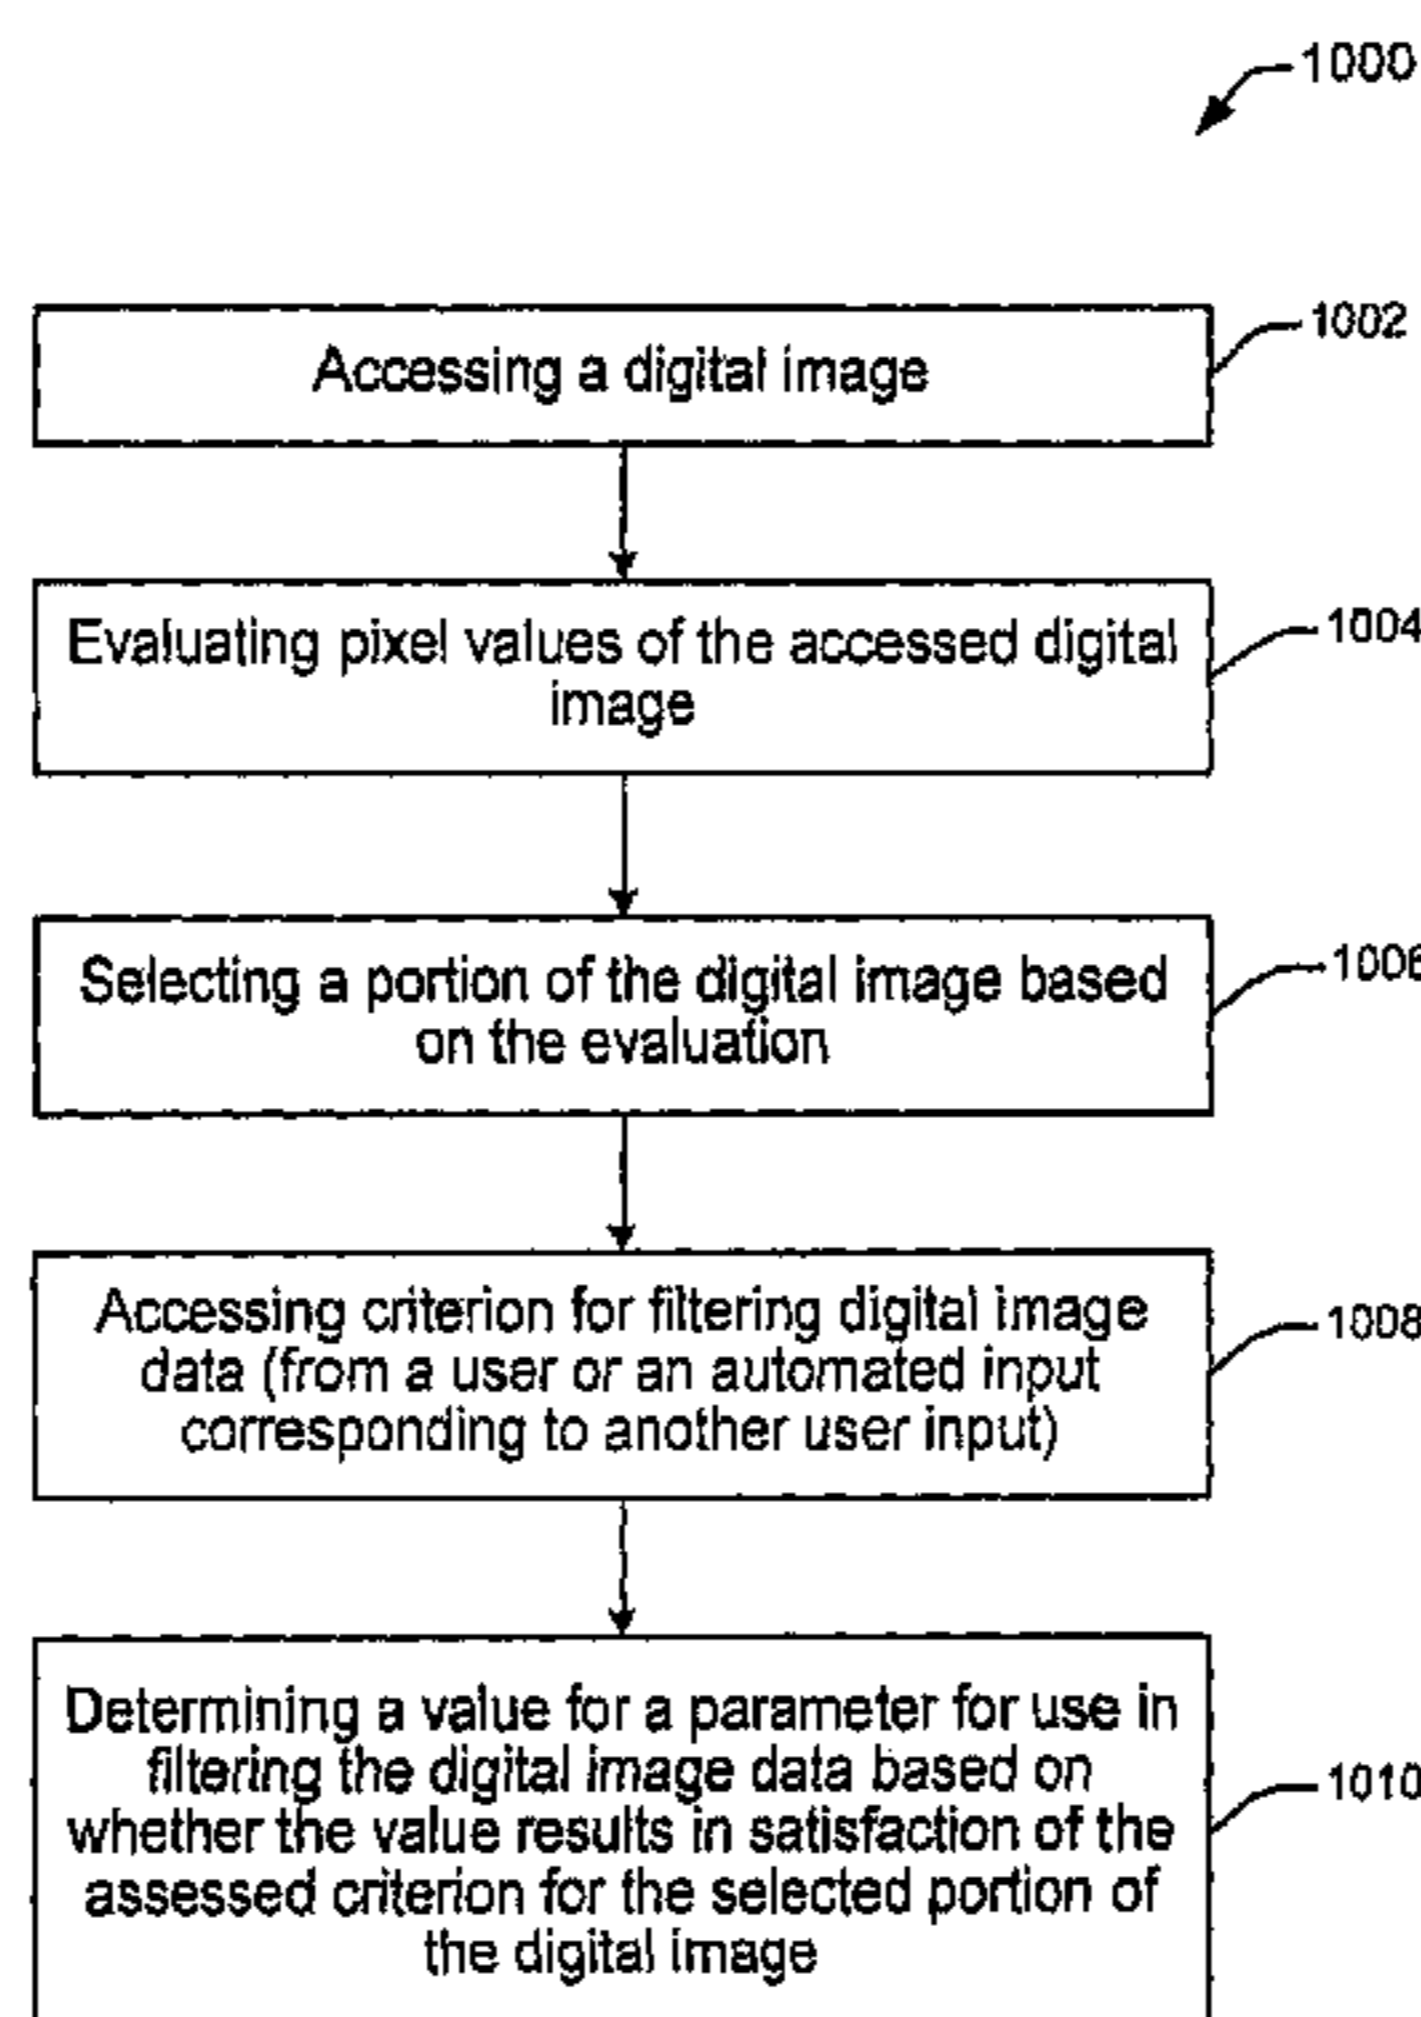 1000
Accessing a digital image
1002
Evaluating pixel values of the accessed digital
image
1004
Selecting a portion of the digital image based
on the evaluation
1006
Accessing criterion for filtering digital image
data (from a user or an automated input
corresponding to another user input)
1008
Determining a value for a parameter for use in
filtering the digital image data based on
whether the value results in satisfaction of the
assessed criterion for the selected portion of
the digital image
1010